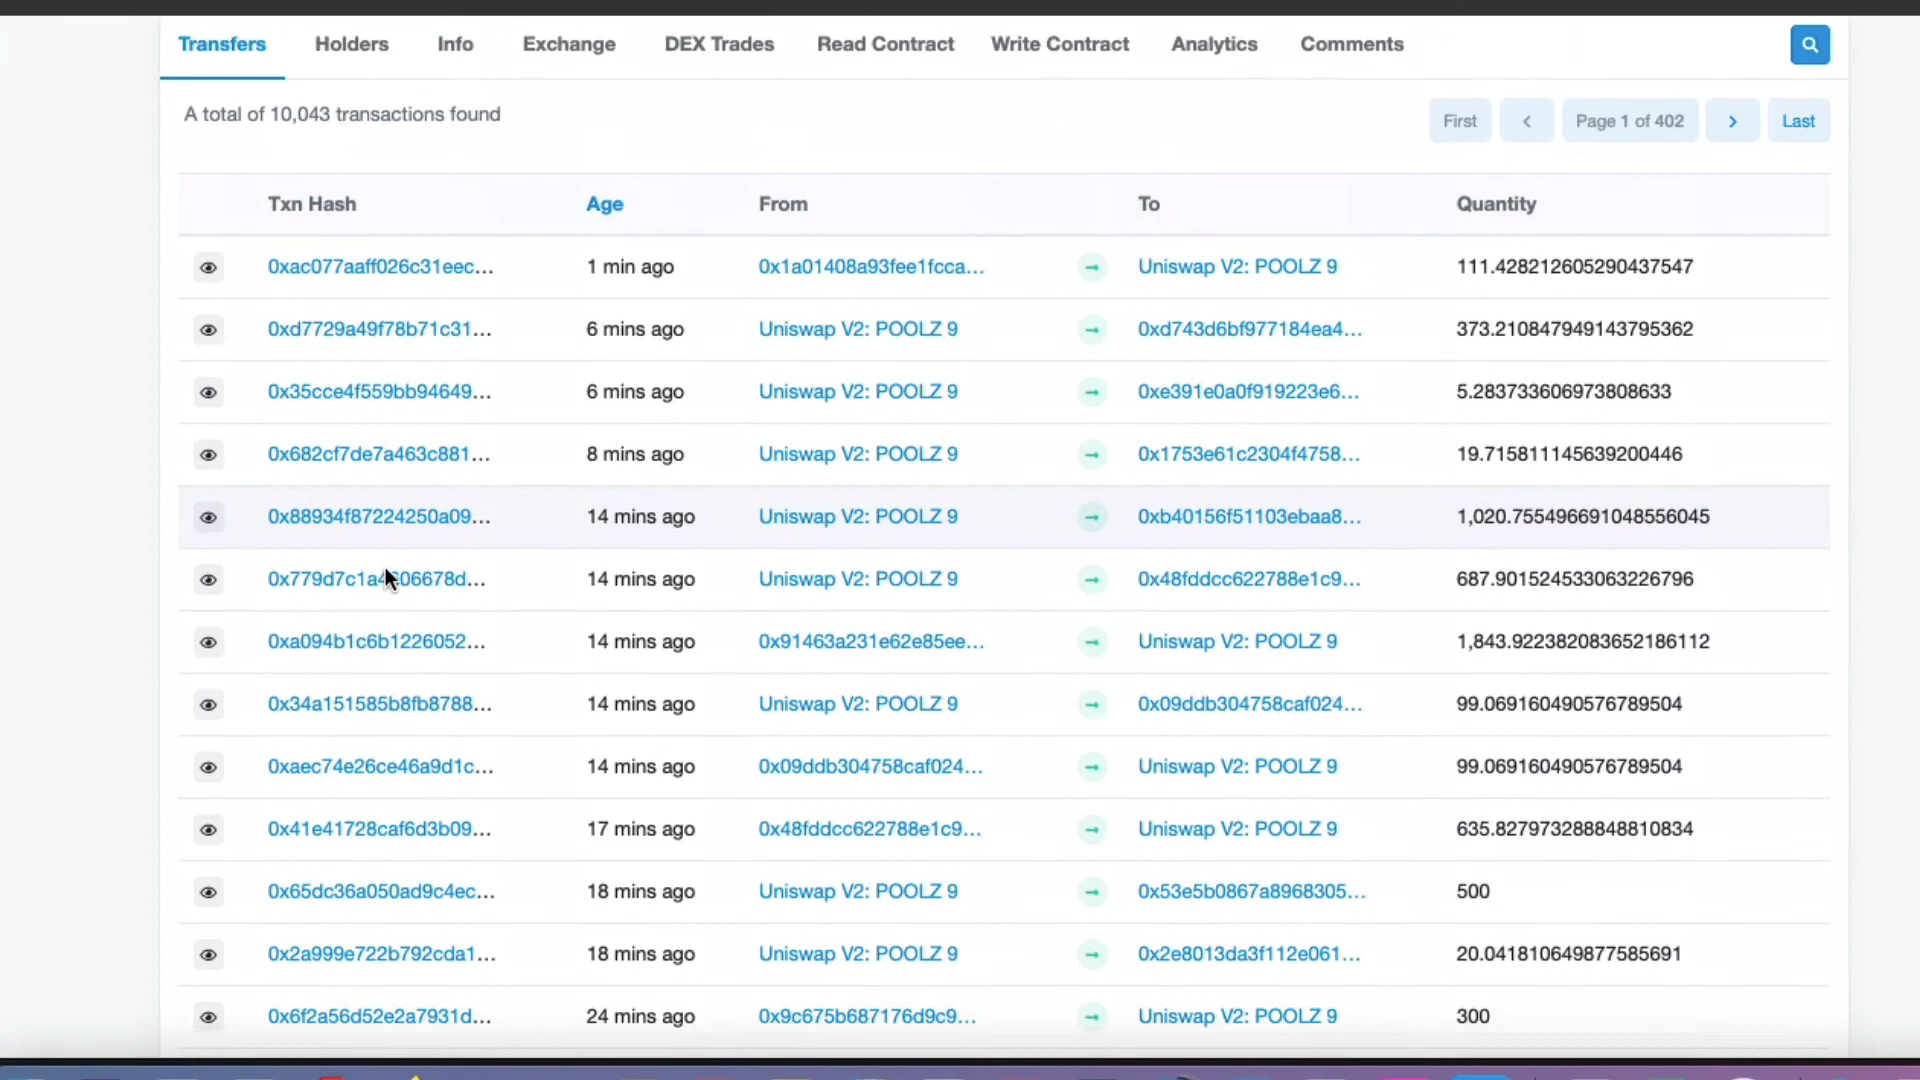 Transfers Holders Info Exchange DEX Trades Read Contract Write Contract Analytics Comments
A total of 10,043 transactions found
First Page 1 of 402 Last
Txn Hash Age From To Quantity
0xac077aaff026c31eec... 1 min ago 0x1a01408a93fee1fcca... Uniswap V2: POOLZ 9 111.428212605290437547
0xd7729a49f78b71c31... 6 mins ago Uniswap V2: POOLZ 9 0xd743d6bf977184ea4... 373.210847949143795362
0x35cce4f559bb94649... 6 mins ago Uniswap V2: POOLZ 9 0xe391e0a0f919223e6... 5.283733606973808633
0x682cf7de7a463c881... 8 mins ago Uniswap V2: POOLZ 9 0x1753e61c2304f4758... 19.715811145639200446
0x88934f87224250a09... 14 mins ago Uniswap V2: POOLZ 9 0xb40156f51103ebaa8... 1,020.755496691048556045
14 mins ago Uniswap V2: POOLZ 9 0x48fddcc622788e1c9... 687.901524533063226796
0xa094b1c6b1226052... 14 mins ago 0x91463a231e62e85ee... Uniswap V2: POOLZ 9 1,843.922382083652186112
0x34a151585b8fb8788... 14 mins ago Uniswap V2: POOLZ 9 0x09ddb304758caf024... 99.069160490576789504
0xaec74e26ce46a9d1c... 14 mins ago 0x09ddb304758caf024... Uniswap V2: POOLZ 9 99.069160490576789504
0x41e41728caf6d3b09... 17 mins ago 0x48fddcc622788e1c9... Uniswap V2: POOLZ 9 635.827973288848810834
0x65dc36a050ad9c4ec... 18 mins ago Uniswap V2: POOLZ 9 0x53e5b0867a8968305... 500
0x2a999e722b792cda1... 18 mins ago Uniswap V2: POOLZ 9 0x2e8013da3f112e061... 20.041810649877585691
0x6f2a56d52e2a7931d... 24 mins ago 0x9c675b687176d9c9... Uniswap V2: POOLZ 9 300